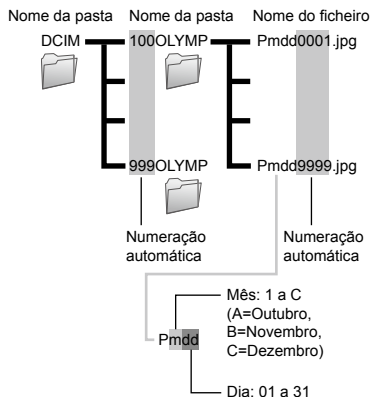 Nome da pasta Nome da pasta Nome do ficheiro
DCIM 100OLYMP Pmdd0001.jpg
999OLYMP Pmdd9999.jpg
Numeração
automática
Numeração
automática
Mês: 1 a C
(A=Outubro,
B=Novembro,
C=Dezembro)
Pmdd
Dia: 01 a 31